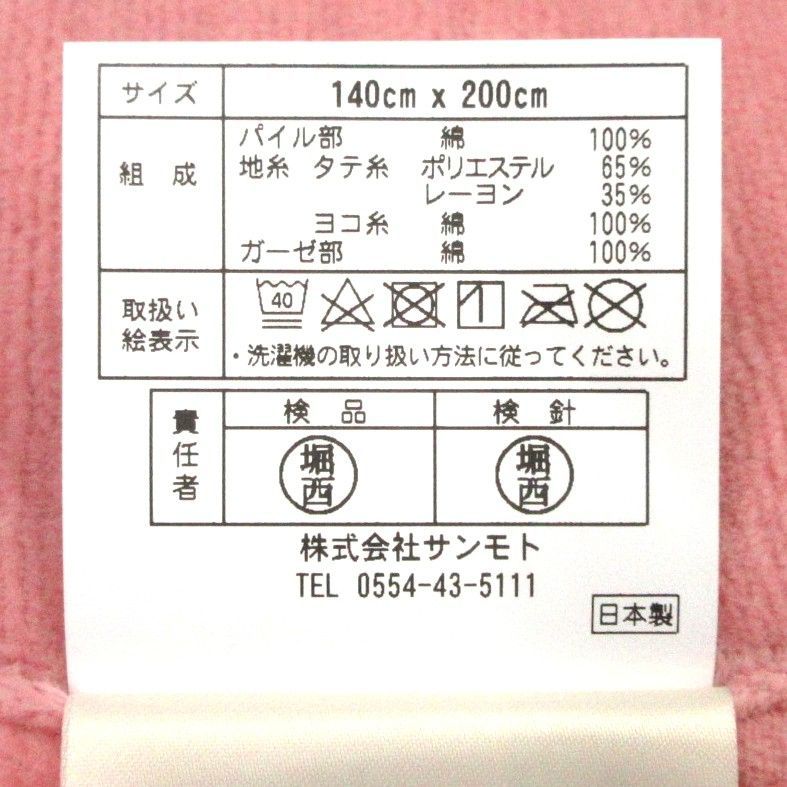 サイズ 140cm x 200cm
パイル部 綿 100%
組成 地糸 タテ糸 ポリエステル 65%
レーヨン 35%
ヨコ糸 綿 100%
ガーゼ部 綿 100%
取扱い
絵表示
40
・洗濯機の取り扱い方法に従ってください。
責任者
検品 検針
堀西 堀西
株式会社サンモト
TEL 0554-43-5111
日本製